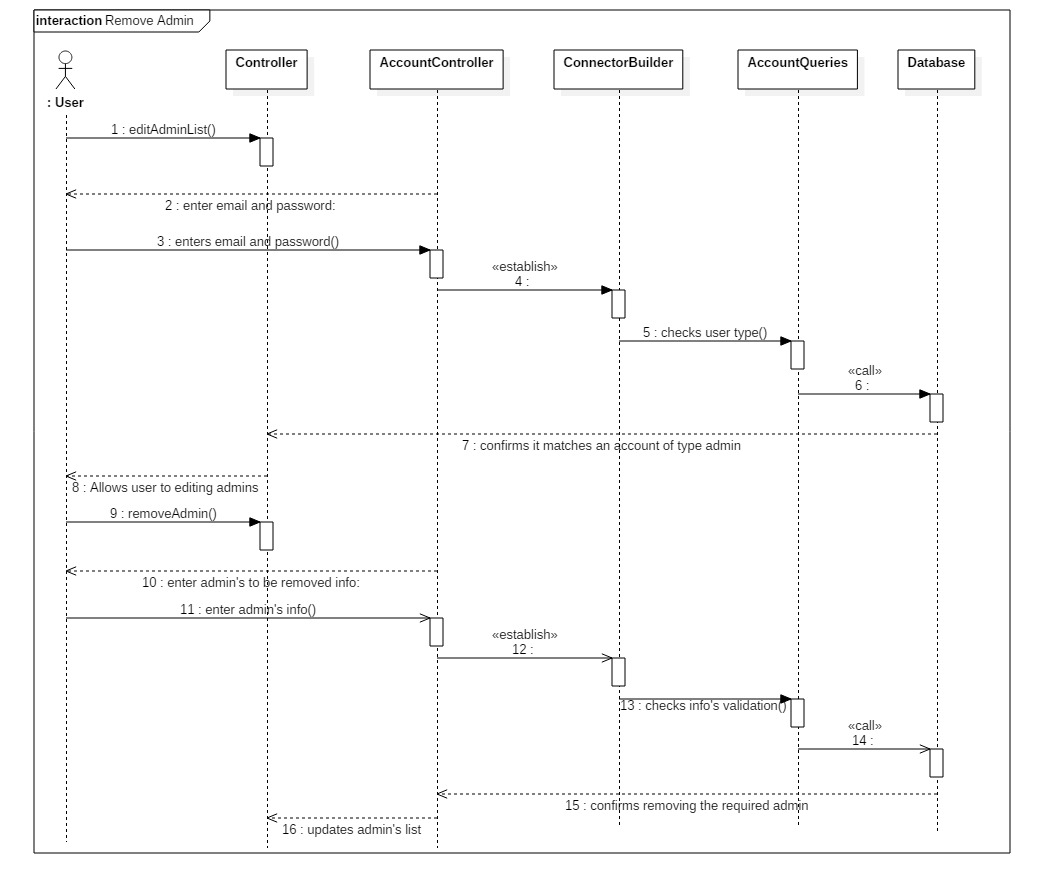 interaction Remove Admin
Controller
AccountController
ConnectorBuilder
AccountQueries
Database
: User
1 : editAdminList()
2 : enter email and password:
3 : enters email and password()
«establish»
4 :
5 : checks user type()
«call»
6 :
7 : confirms it matches an account of type admin
8 : Allows user to editing admins
9 : removeAdmin()
10 : enter admin's to be removed info:
11 : enter admin's info()
«establish»
12 :
13 : checks info's validation()
«call»
14 :
15 : confirms removing the required admin
16 : updates admin's list